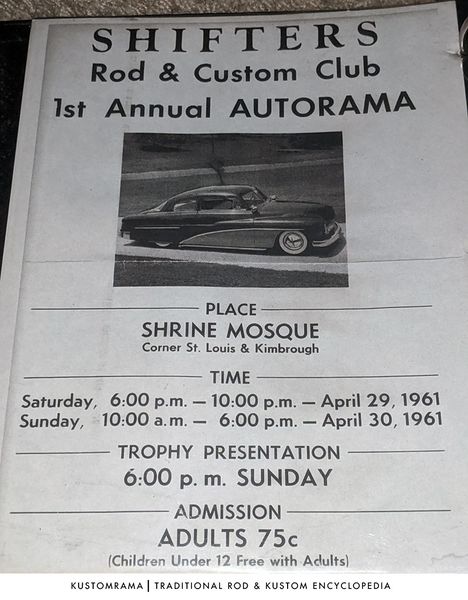 SHIFTERS
Rod & Custom Club
1st Annual AUTORAMA
PLACE
SHRINE MOSQUE
Corner St. Louis & Kimbrough
TIME
Saturday, 6:00 p.m. — 10:00 p.m. — April 29, 1961
Sunday, 10:00 a.m. — 6:00 p.m. — April 30, 1961
TROPHY PRESENTATION
6:00 p. m. SUNDAY
ADMISSION
ADULTS 75c
(Children Under 12 Free with Adults)
KUSTOMRAMA | TRADITIONAL ROD & KUSTOM ENCYCLOPEDIA